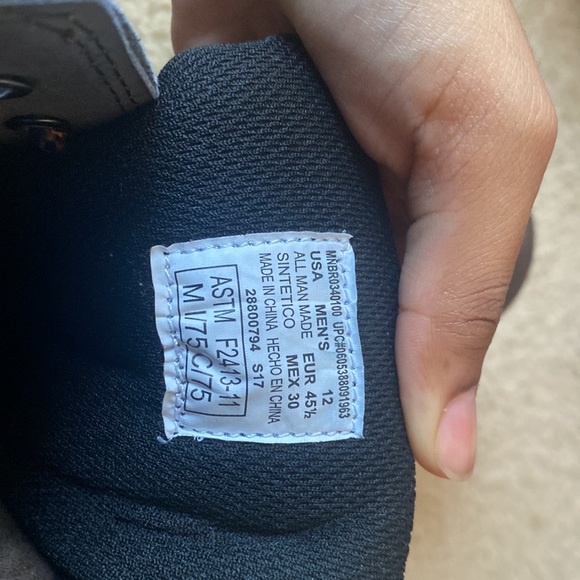 MNBR0340100 UPC#0605388091963
USA MEN'S 12
ALL MAN MADE EUR 45½
SINTETICO MEX 30
MADE IN CHINA HECHO EN CHINA
28800794 S17
ASTM F2413-11
M I/75 C/75